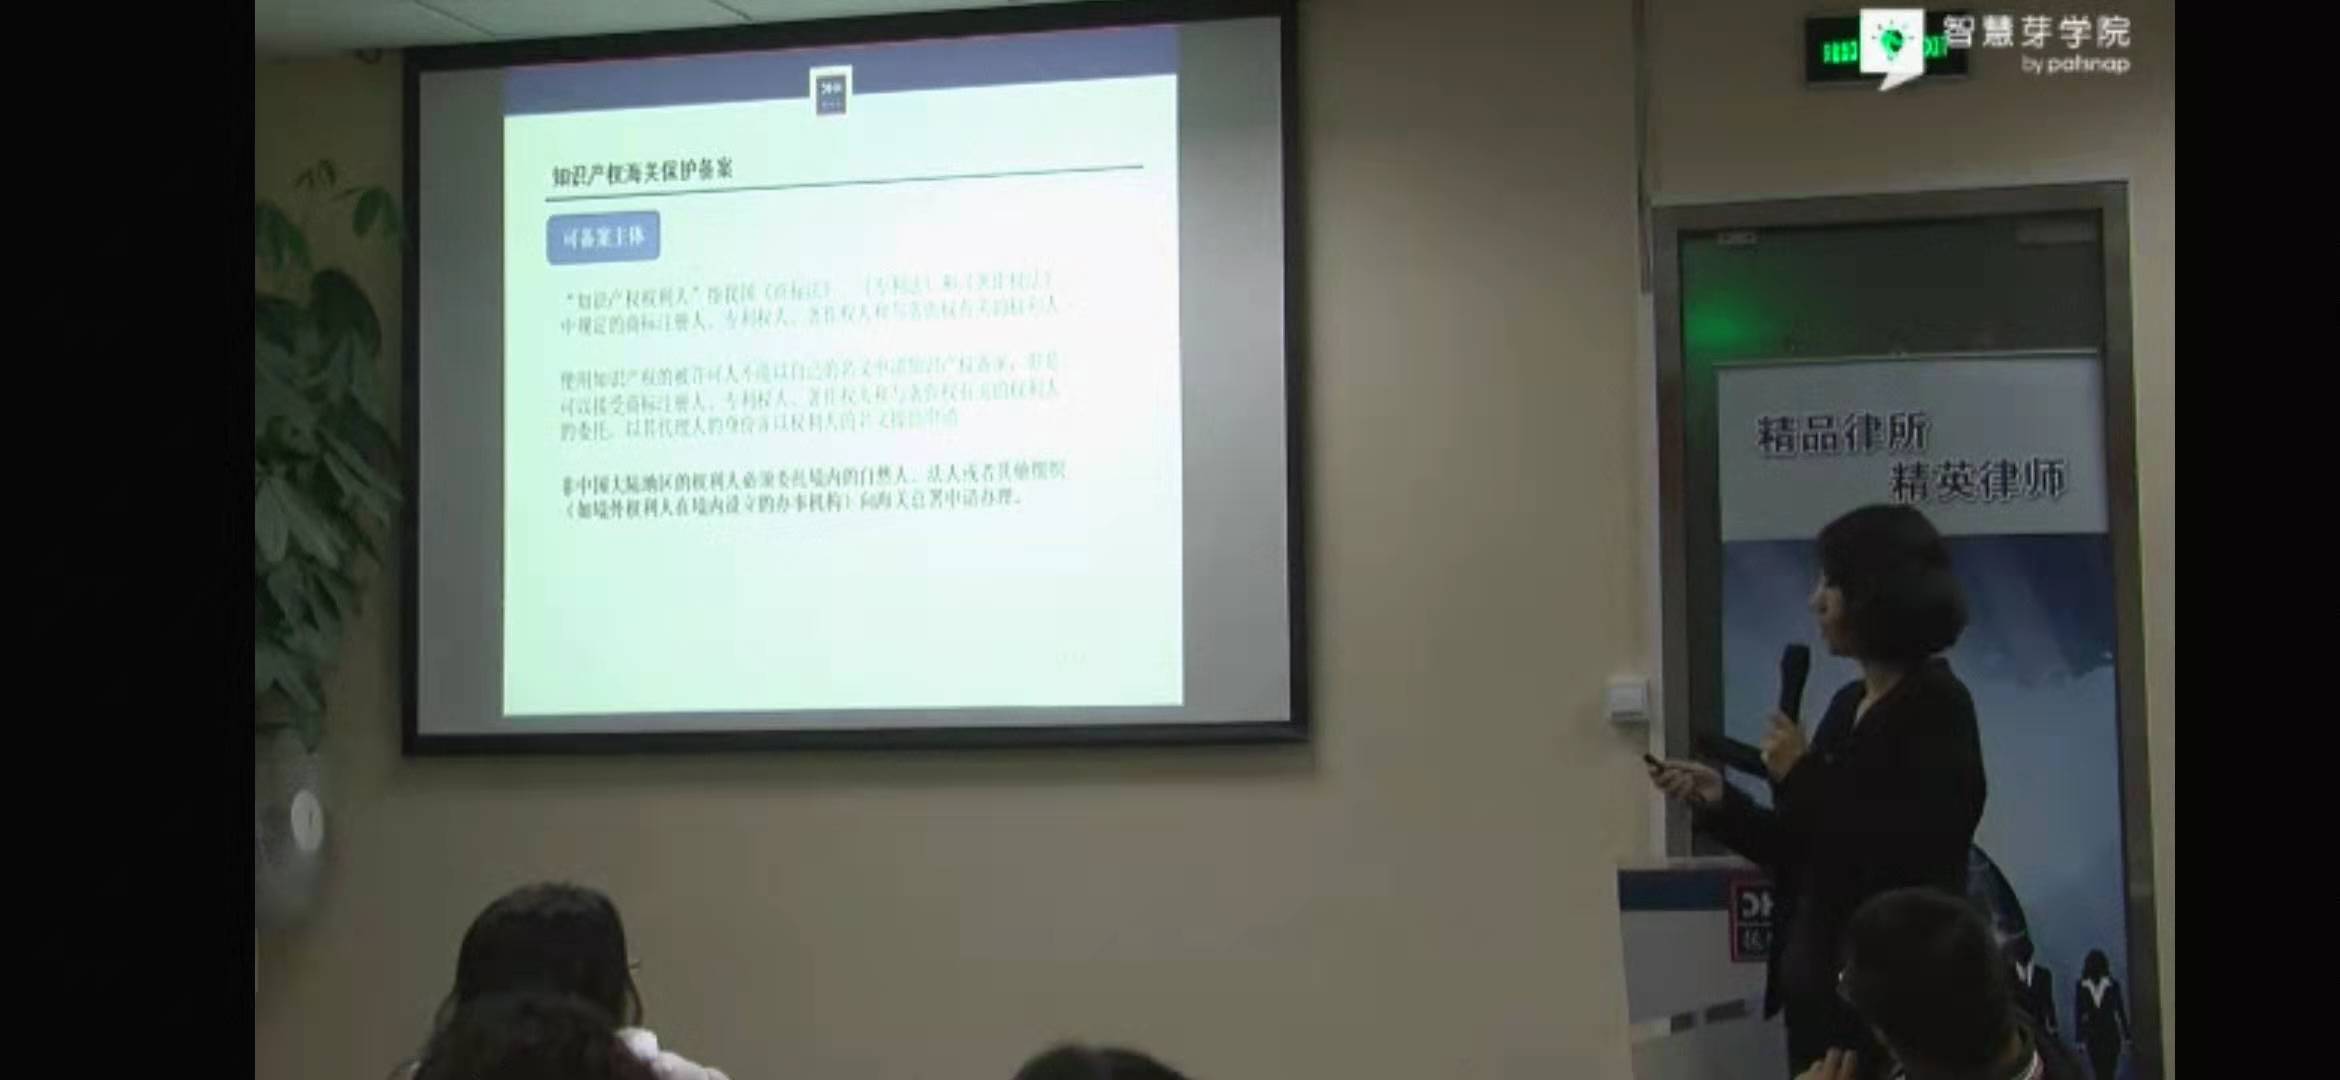 智慧芽学院
by patsnap
知识产权海关保护备案
可备案主体
“知识产权权利人”指我国《商标法》、《专利法》和《著作权法》
中规定的商标注册人、专利权人、著作权人和与著作权有关的权利人。
使用知识产权的被许可人不能以自己的名义申请知识产权备案，但是
可以接受商标注册人、专利权人、著作权人和与著作权有关的权利人
的委托，以其代理人的身份并以权利人的名义提出申请
非中国大陆地区的权利人必须委托境内的自然人、法人或者其他组织
（如境外权利人在境内设立的办事机构）向海关总署申请办理。
精品律所
精英律师